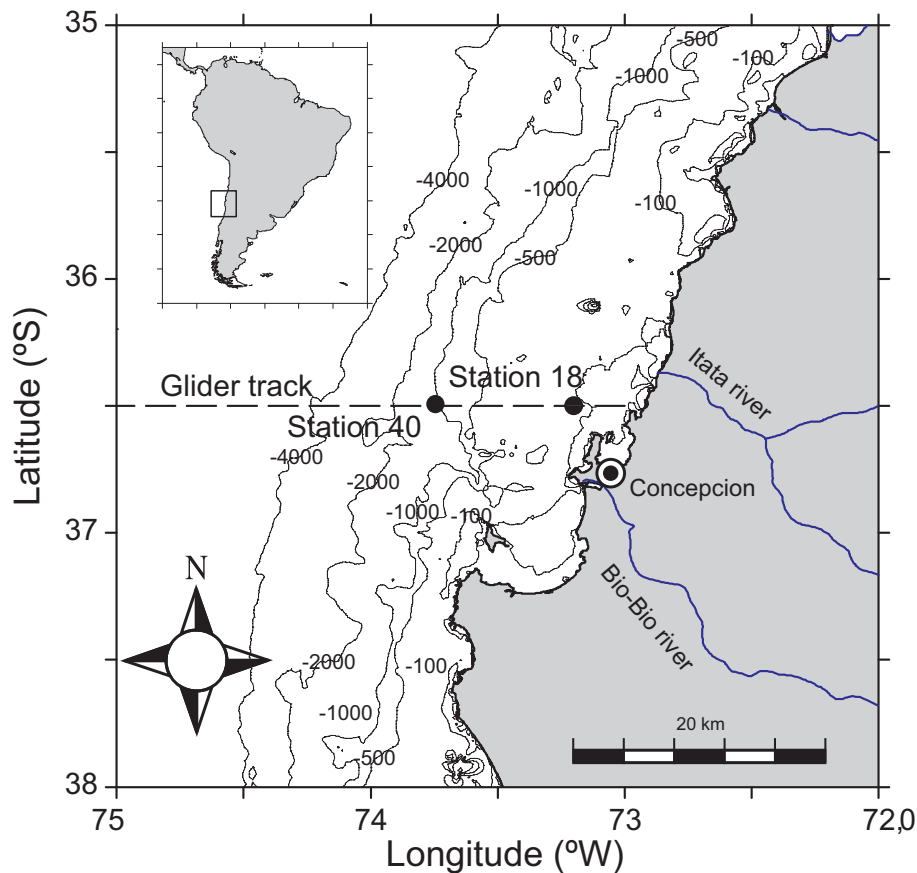 35
-500
-100
-1000
-4000
-1000
-100
-2000
-500
36
Station 18
Itata river
Glider track
Station 40
-4000
-2000
Concepcion
-1000
-100
37
N
Bio-Bio river
-2000
-100
-1000
20 km
-500
38
75
74
73
72,0
Latitude (ºS)
Longitude (ºW)